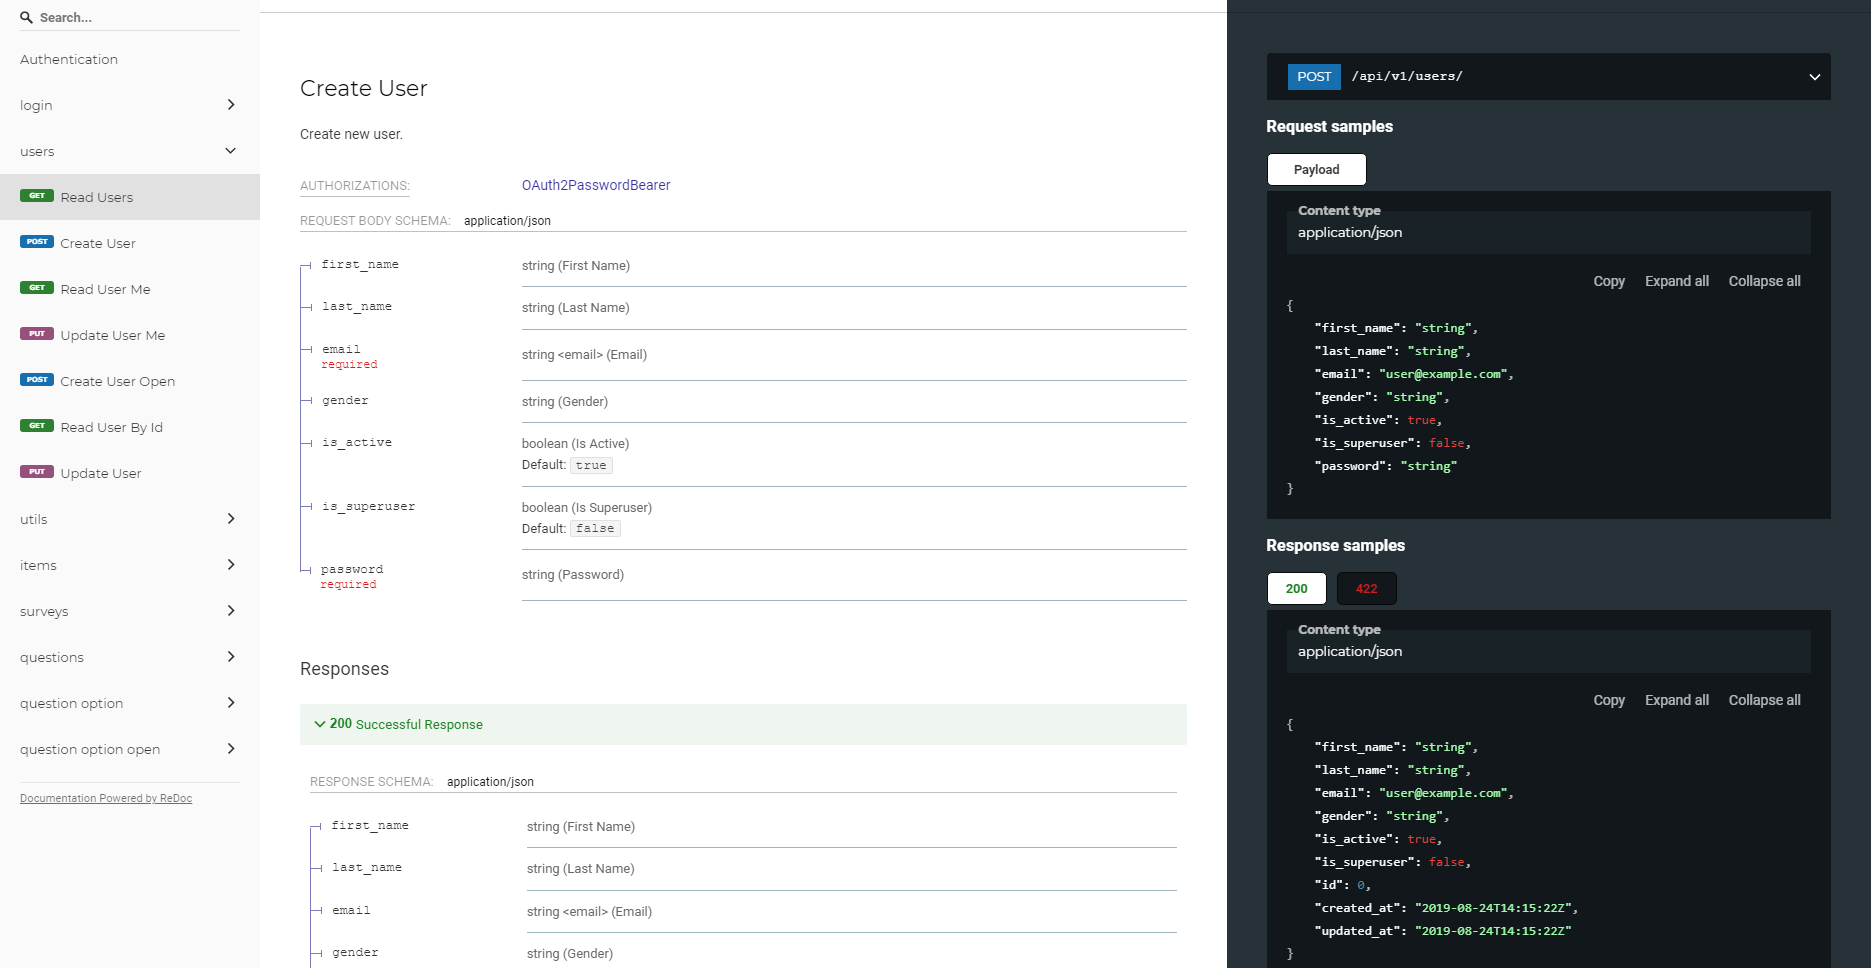 Search...
Authentication
login
users
GET Read Users
POST Create User
GET Read User Me
PUT Update User Me
POST Create User Open
GET Read User By Id
PUT Update User
utils
items
surveys
questions
question option
question option open
Documentation Powered by ReDoc
Create User
Create new user.
AUTHORIZATIONS: OAuth2PasswordBearer
REQUEST BODY SCHEMA: application/json
first_name string (First Name)
last_name string (Last Name)
email string <email> (Email)
required
gender string (Gender)
is_active boolean (Is Active)
Default: true
is_superuser boolean (Is Superuser)
Default: false
password string (Password)
required
Responses
200 Successful Response
RESPONSE SCHEMA: application/json
first_name string (First Name)
last_name string (Last Name)
email string <email> (Email)
gender string (Gender)
POST /api/v1/users/
Request samples
Payload
Content type
application/json
Copy Expand all Collapse all
{
"first_name": "string",
"last_name": "string",
"email": "user@example.com",
"gender": "string",
"is_active": true,
"is_superuser": false,
"password": "string"
}
Response samples
200 422
Content type
application/json
Copy Expand all Collapse all
{
"first_name": "string",
"last_name": "string",
"email": "user@example.com",
"gender": "string",
"is_active": true,
"is_superuser": false,
"id": 0,
"created_at": "2019-08-24T14:15:22Z",
"updated_at": "2019-08-24T14:15:22Z"
}